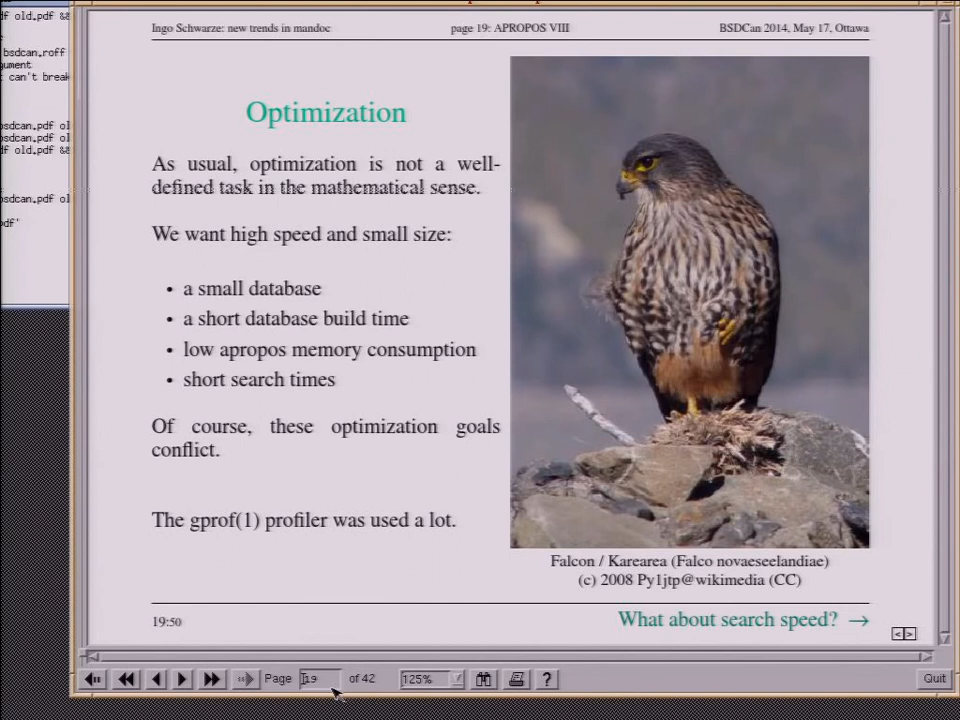 Ingo Schwarze: new trends in mandoc
page 19: APROPOS VIII
BSDCan 2014, May 17, Ottawa
df old.pdf &&
bsdcan.roff
gument
can't break
bsdcan.pdf ol
bsdcan.pdf ol
df old.pdf &&
bsdcan.pdf ol
pdf"
Optimization
As usual, optimization is not a well-
defined task in the mathematical sense.
We want high speed and small size:
• a small database
• a short database build time
• low apropos memory consumption
• short search times
Of course, these optimization goals
conflict.
The gprof(1) profiler was used a lot.
Falcon / Karearea (Falco novaeseelandiae)
(c) 2008 Py1jtp@wikimedia (CC)
19:50
What about search speed? →
Page 19 of 42
125%
?
Quit